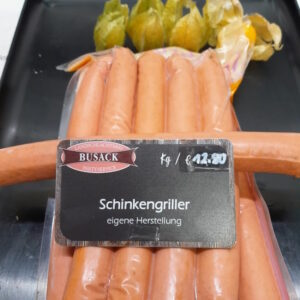 BUSACK
Kg / € 12.80
Schinkengriller
eigene Herstellung